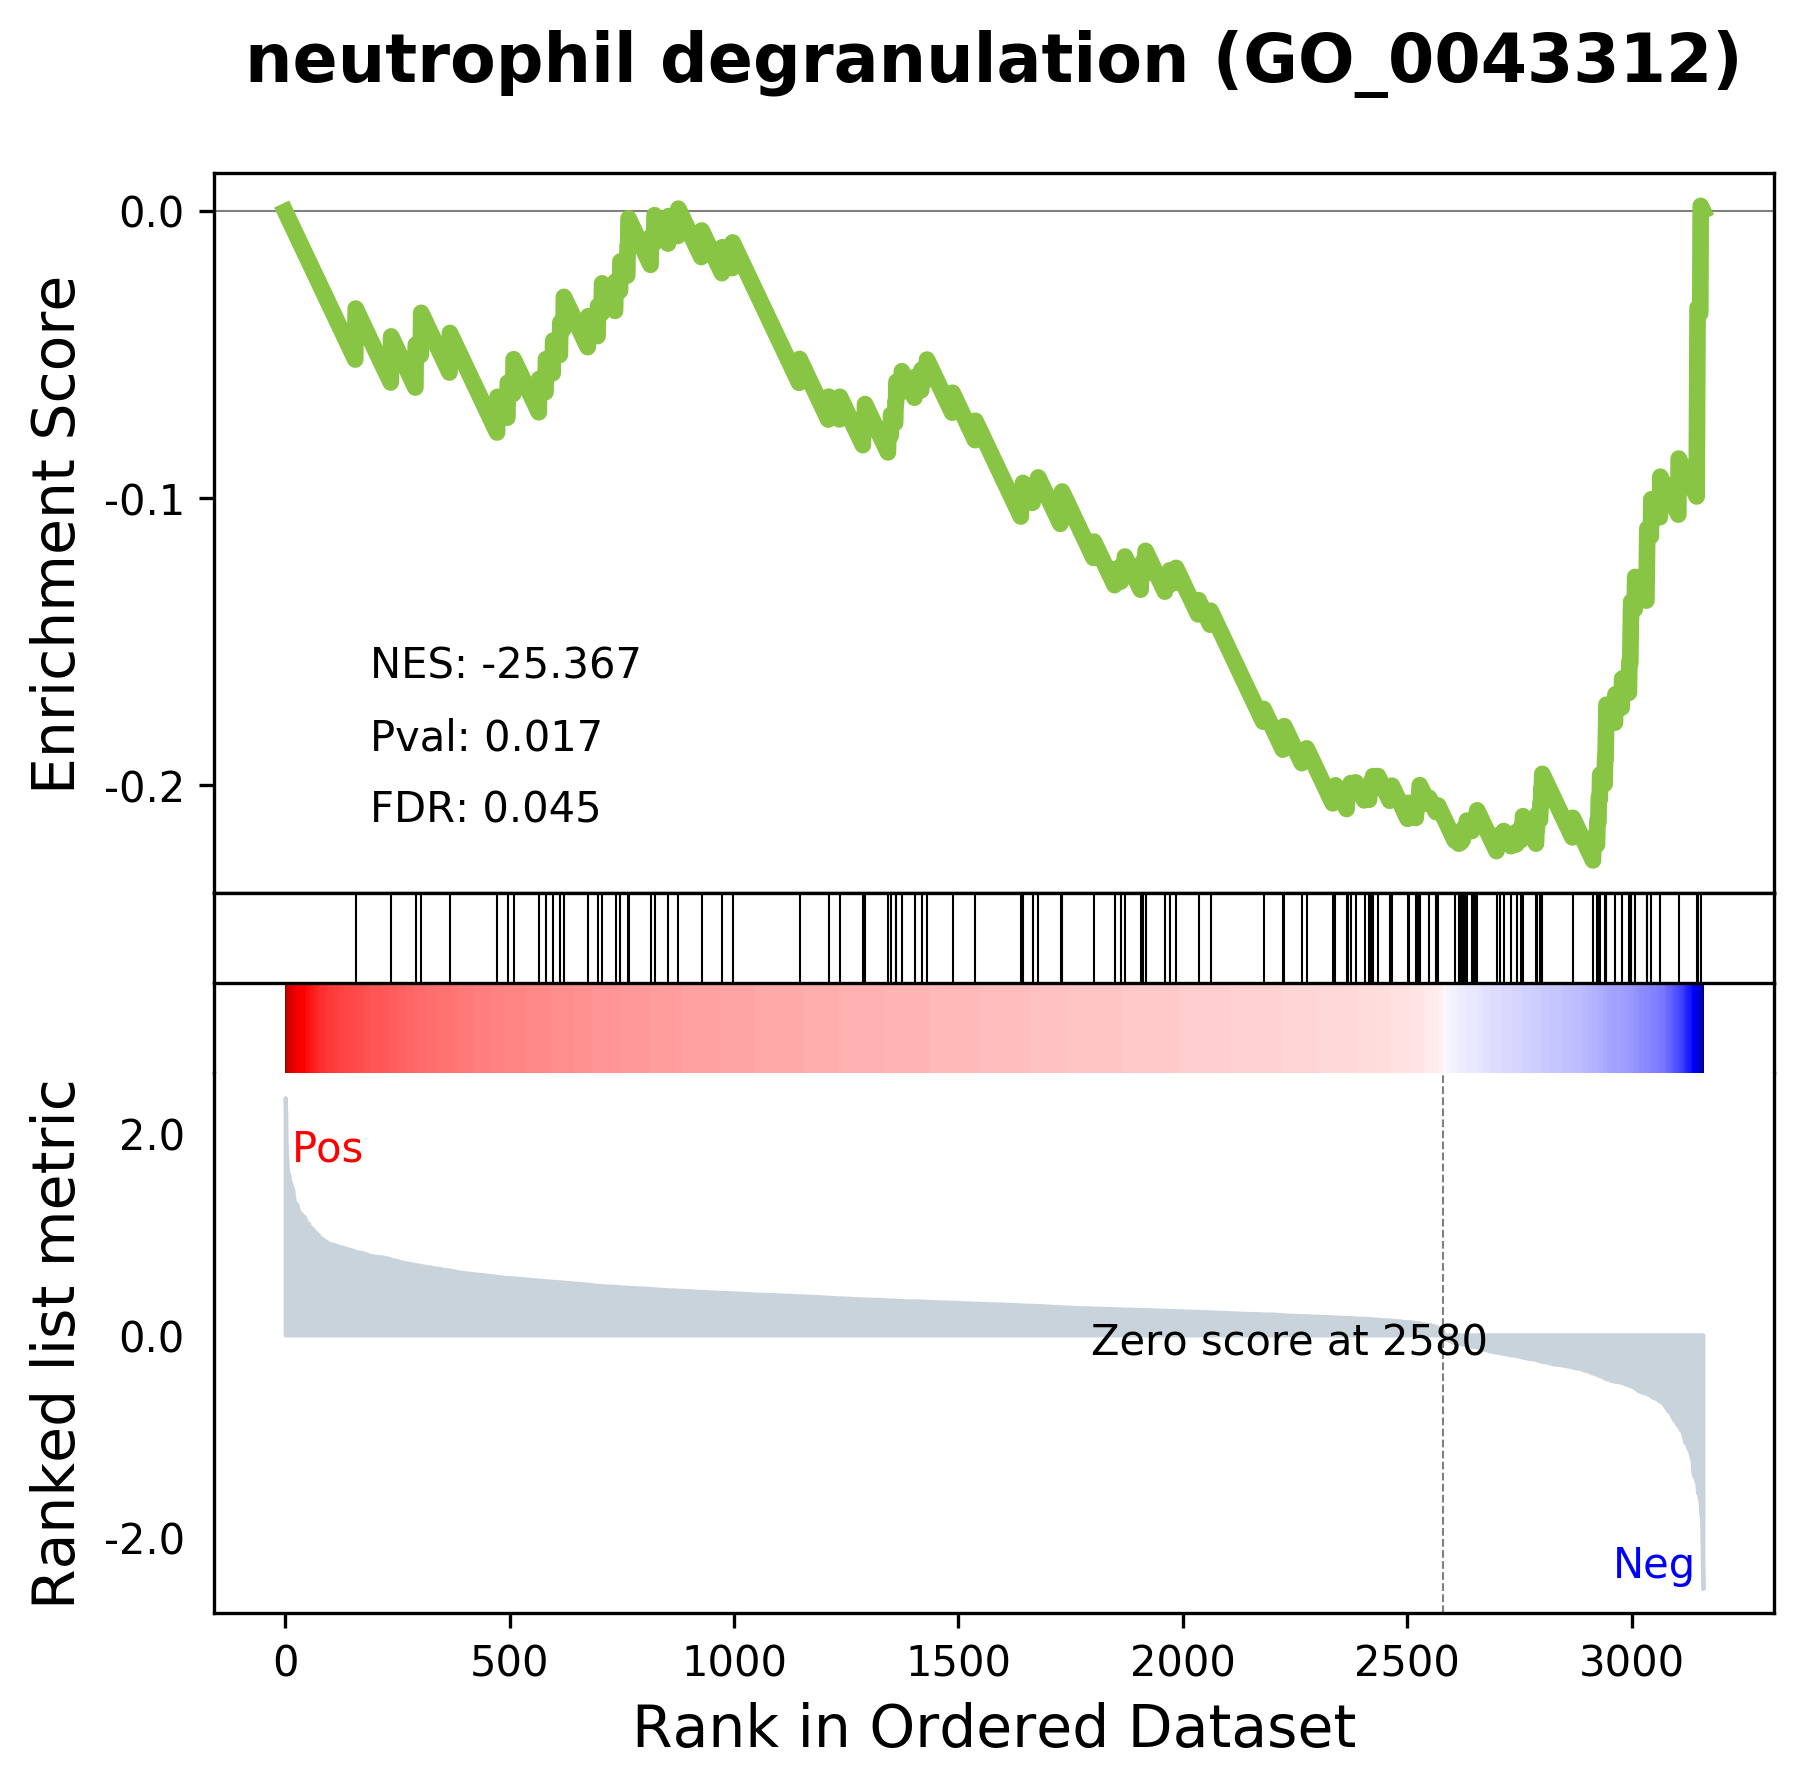 neutrophil degranulation (GO_0043312)
Enrichment Score
0.0
-0.1
-0.2
NES: -25.367
Pval: 0.017
FDR: 0.045
Ranked list metric
2.0
0.0
-2.0
Pos
Zero score at 2580
Neg
0 500 1000 1500 2000 2500 3000
Rank in Ordered Dataset